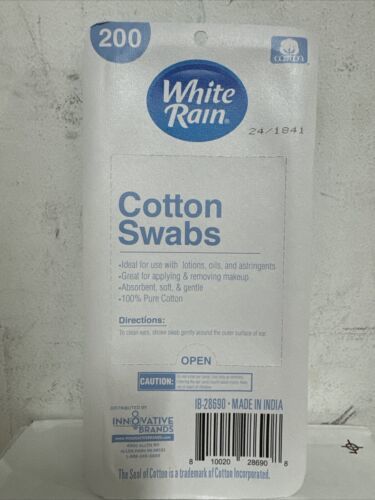 200
cotton
White
Rain®
24/1841
Cotton
Swabs
•Ideal for use with lotions, oils, and astringents
•Great for applying & removing makeup
•Absorbent, soft, & gentle
•100% Pure Cotton
Directions:
To clean ears, stroke swab gently around the outer surface of ear
OPEN
CAUTION:
IB-28690 • MADE IN INDIA
DISTRIBUTED BY
INNOVATIVE
BRANDS
8 10020 28690 8
The Seal of Cotton is a trademark of Cotton Incorporated.